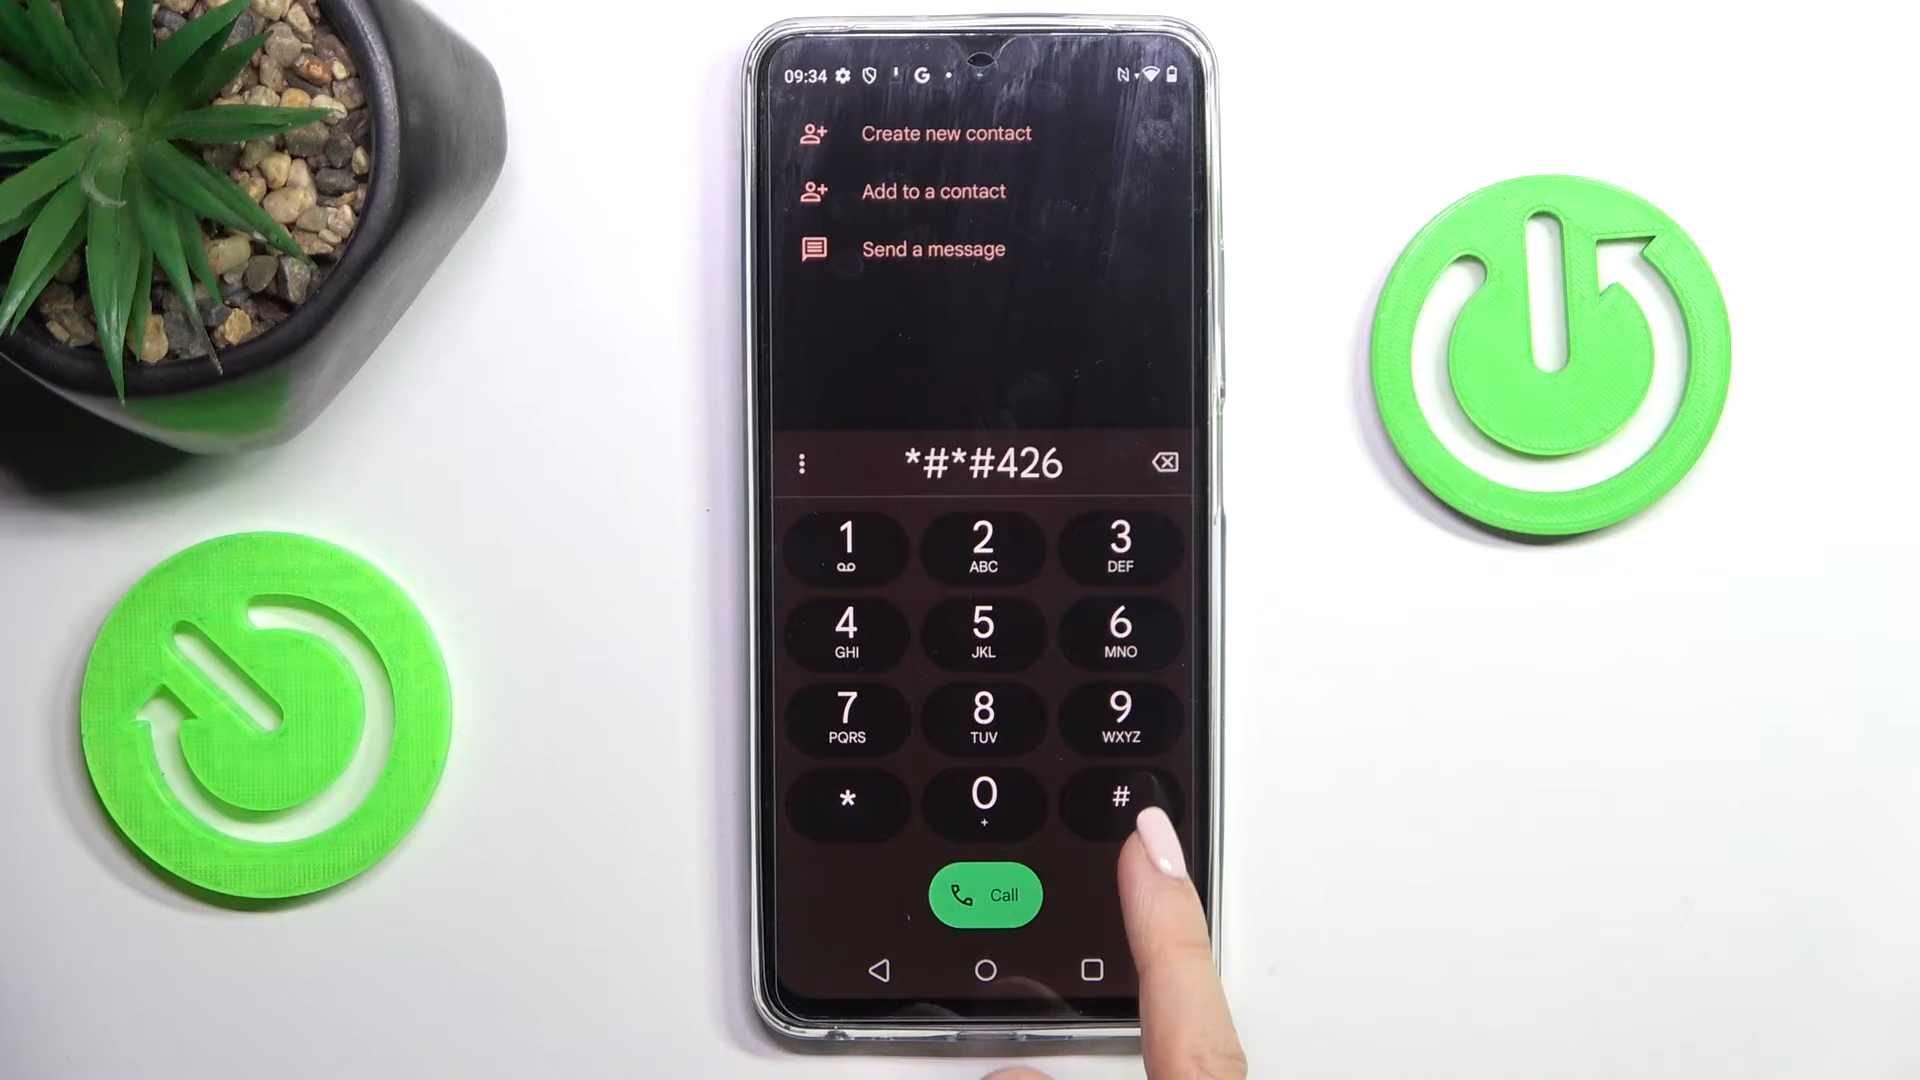 09:34
Create new contact
Add to a contact
Send a message
*#*#426
1 2 3
ABC DEF
4 5 6
GHI JKL MNO
7 8 9
PQRS TUV WXYZ
* 0 #
+
Call